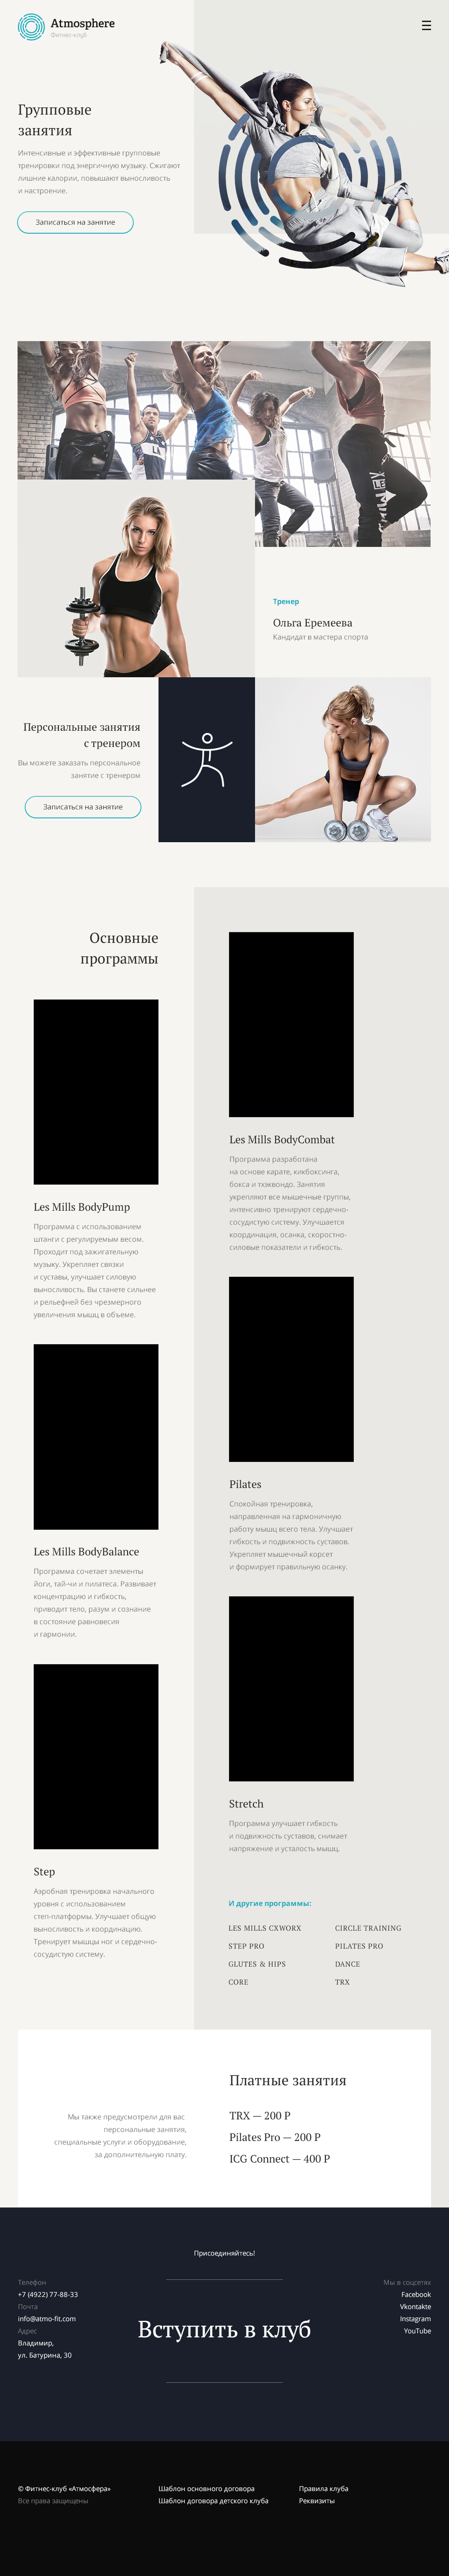 Atmosphere
Фитнес-клуб
Групповые
занятия
Интенсивные и эффективные групповые
тренировки под энергичную музыку. Сжигают
лишние калории, повышают выносливость
и настроение.
Записаться на занятие
Тренер
Ольга Еремеева
Кандидат в мастера спорта
Персональные занятия
с тренером
Вы можете заказать персональное
занятие с тренером
Записаться на занятие
Основные
программы
Les Mills BodyPump
Программа с использованием
штанги с регулируемым весом.
Проходит под зажигательную
музыку. Укрепляет связки
и суставы, улучшает силовую
выносливость. Вы станете сильнее
и рельефней без чрезмерного
увеличения мышц в объеме.
Les Mills BodyBalance
Программа сочетает элементы
йоги, тай-чи и пилатеса. Развивает
концентрацию и гибкость,
приводит тело, разум и сознание
в состояние равновесия
и гармонии.
Step
Аэробная тренировка начального
уровня с использованием
степ-платформы. Улучшает общую
выносливость и координацию.
Тренирует мышцы ног и сердечно-
сосудистую систему.
Les Mills BodyCombat
Программа разработана
на основе карате, кикбоксинга,
бокса и тхэквондо. Занятия
укрепляют все мышечные группы,
интенсивно тренируют сердечно-
сосудистую систему. Улучшается
координация, осанка, скоростно-
силовые показатели и гибкость.
Pilates
Спокойная тренировка,
направленная на гармоничную
работу мышц всего тела. Улучшает
гибкость и подвижность суставов.
Укрепляет мышечный корсет
и формирует правильную осанку.
Stretch
Программа улучшает гибкость
и подвижность суставов, снимает
напряжение и усталость мышц.
И другие программы:
LES MILLS CXWORX
STEP PRO
GLUTES & HIPS
CORE
CIRCLE TRAINING
PILATES PRO
DANCE
TRX
Платные занятия
Мы также предусмотрели для вас
персональные занятия,
специальные услуги и оборудование,
за дополнительную плату.
TRX — 200 Р
Pilates Pro — 200 Р
ICG Connect — 400 Р
Присоединяйтесь!
Вступить в клуб
Телефон
+7 (4922) 77-88-33
Почта
info@atmo-fit.com
Адрес
Владимир,
ул. Батурина, 30
Мы в соцсетях
Facebook
Vkontakte
Instagram
YouTube
© Фитнес-клуб «Атмосфера»
Все права защищены
Шаблон основного договора
Шаблон договора детского клуба
Правила клуба
Реквизиты